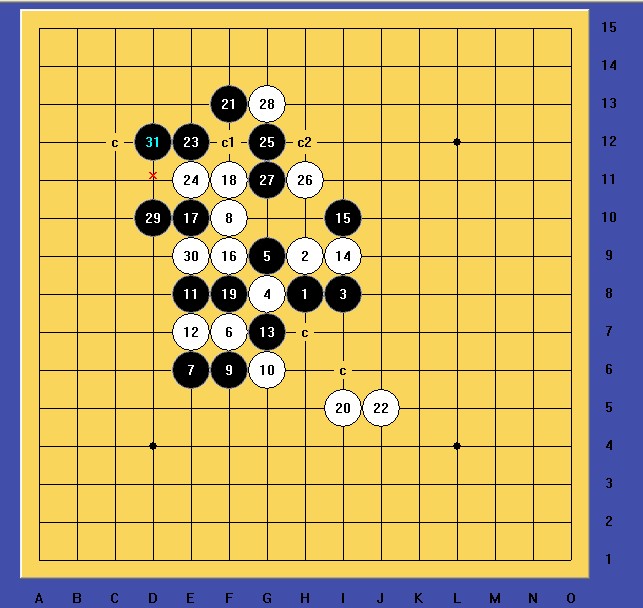 15
14
21 28 13
c 31 23 c1 25 c2 12
× 24 18 27 26 11
29 17 8 15 10
30 16 5 2 14 9
11 19 4 1 3 8
12 6 13 c 7
7 9 10 c 6
20 22 5
4
3
2
1
A B C D E F G H I J K L M N O